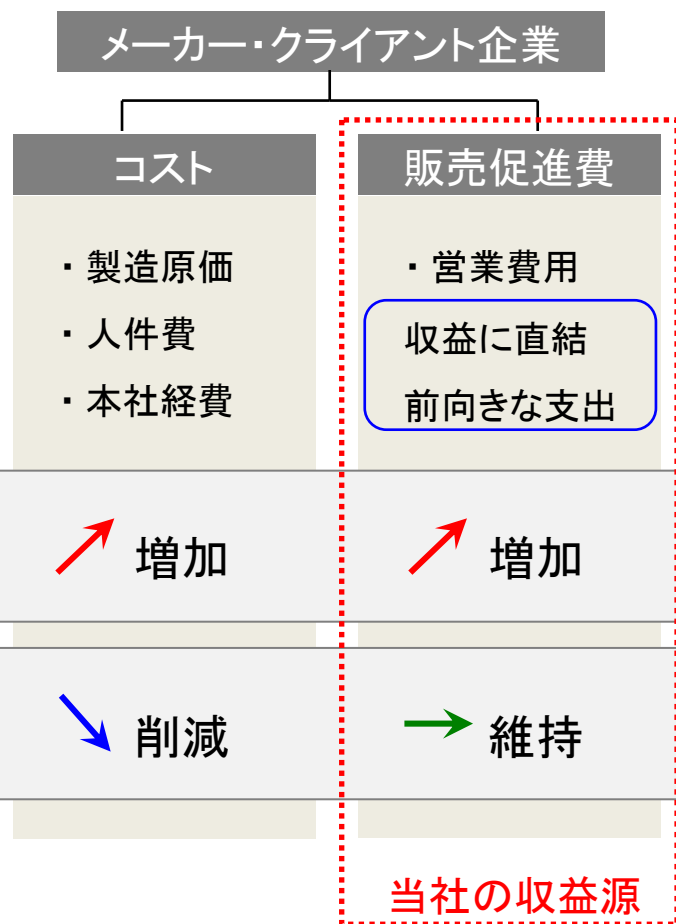 メーカー・クライアント企業
コスト
・製造原価
・人件費
・本社経費
販売促進費
・営業費用
収益に直結
前向きな支出
増加
増加
削減
維持
当社の収益源